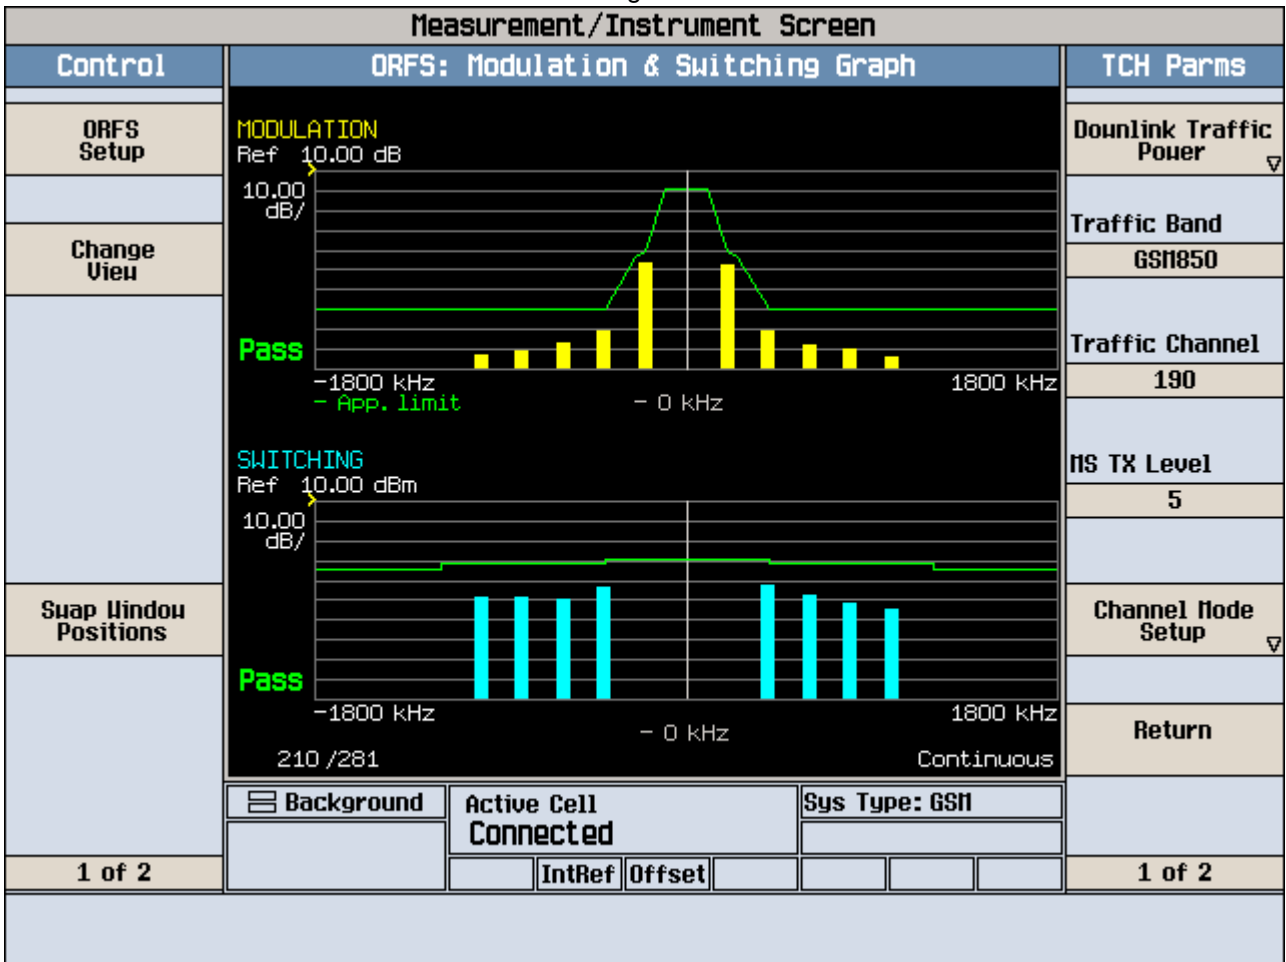 Measurement/Instrument Screen
Control
ORFS: Modulation & Switching Graph
TCH Parms
ORFS
Setup
Change
View
Swap Window
Positions
1 of 2
MODULATION
Ref 10.00 dB
10.00
dB/
Pass
-1800 kHz
1800 kHz
- App. limit
- 0 kHz
SWITCHING
Ref 10.00 dBm
10.00
dB/
Pass
-1800 kHz
1800 kHz
- 0 kHz
210 /281
Continuous
Background
Active Cell
Connected
Sys Type: GSM
IntRef
Offset
Downlink Traffic
Power
Traffic Band
GSM850
Traffic Channel
190
MS TX Level
5
Channel Mode
Setup
Return
1 of 2